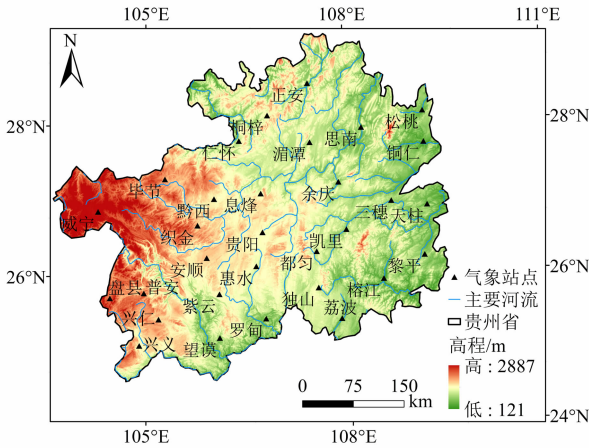 105°E 108°E 111°E
N
正安
桐梓 松桃
28°N 28°N
仁怀 湄潭 思南 铜仁
毕节 余庆
黔西 息烽 三穗 天柱
威宁
织金 贵阳 凯里
安顺 惠水 都匀 黎平
26°N 26°N
盘县 普安 紫云 独山 榕江
兴仁 罗甸 荔波
兴义 望谟
气象站点
主要河流
贵州省
高程/m
高 : 2887
低 : 121
0 75 150
km
24°N
105°E 108°E